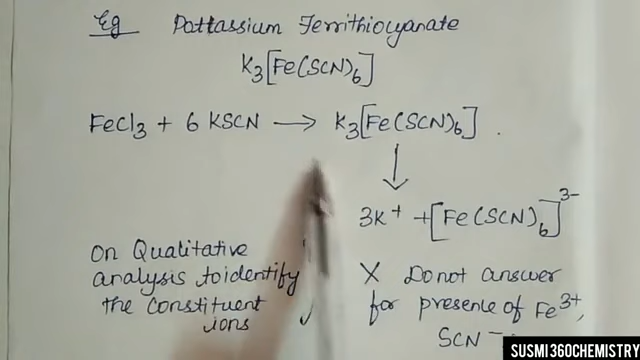 Eg Pottassium Ferrithiocyanate
K3[Fe(SCN)6]
FeCl3 + 6 KSCN → K3[Fe(SCN)6] .
↓
3K+ + [Fe(SCN)6]3-
On Qualitative
analysis to identify
the constituent
ions
X Do not answer
for presence of Fe3+,
SCN-.
SUSMI360CHEMISTRY